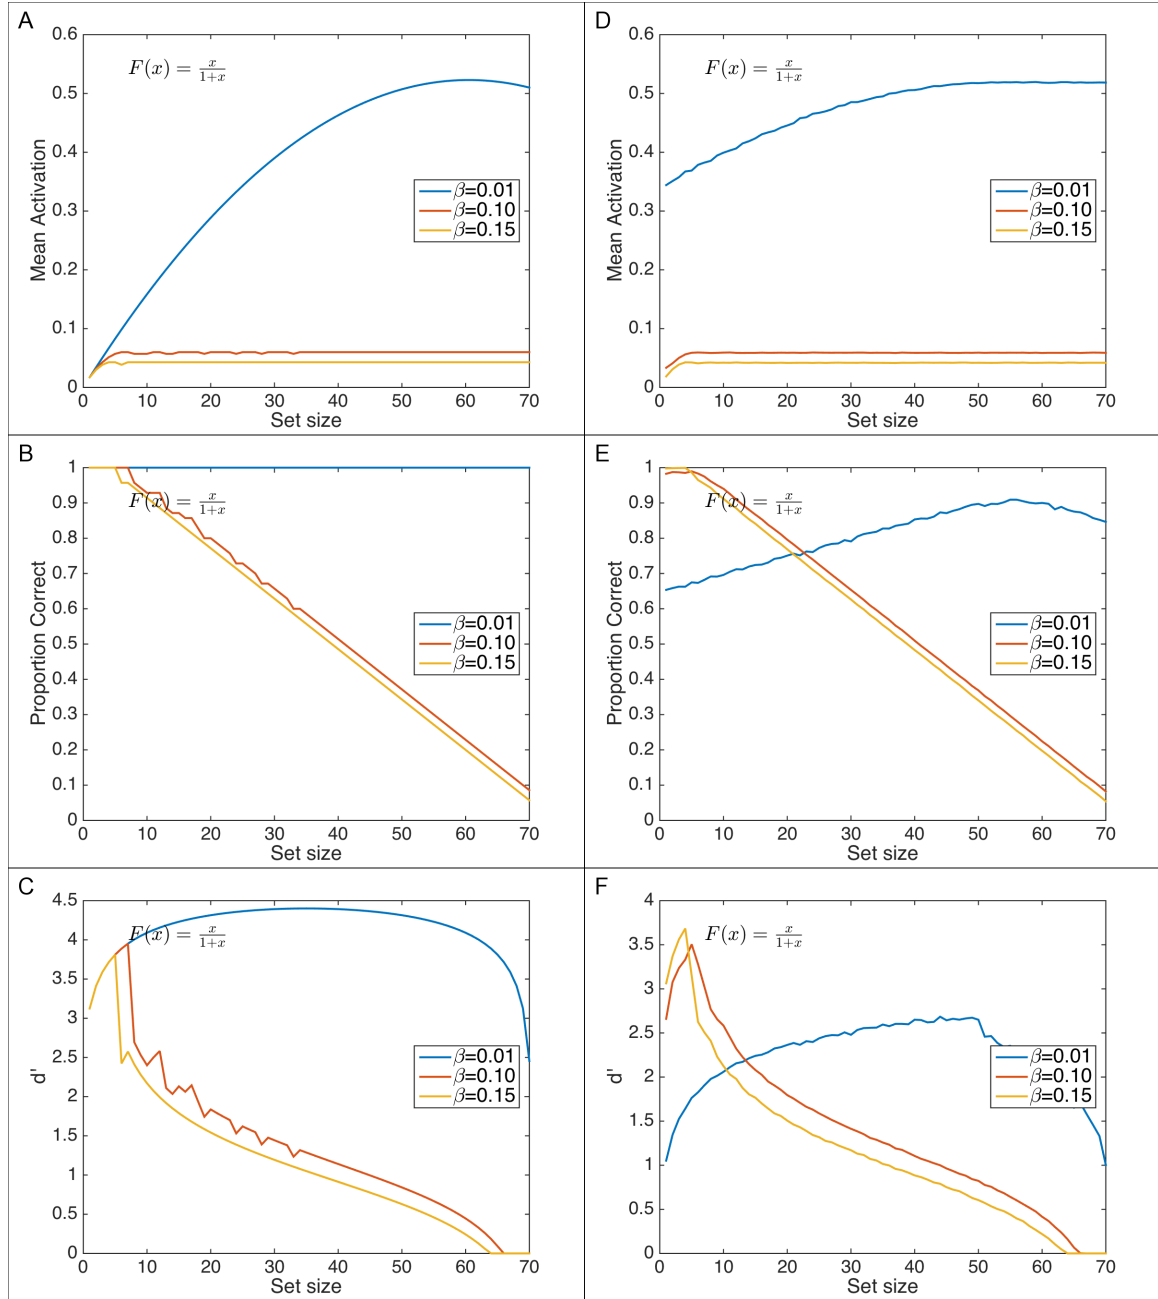 A
0.6
0.5
0.4
0.3
0.2
0.1
0
Mean Activation
F(x) = x/1+x
β=0.01
β=0.10
β=0.15
0 10 20 30 40 50 60 70
Set size
D
0.6
0.5
0.4
0.3
0.2
0.1
0
Mean Activation
F(x) = x/1+x
β=0.01
β=0.10
β=0.15
0 10 20 30 40 50 60 70
Set size
B
1
0.9
0.8
0.7
0.6
0.5
0.4
0.3
0.2
0.1
0
Proportion Correct
F(x) = x/1+x
β=0.01
β=0.10
β=0.15
0 10 20 30 40 50 60 70
Set size
E
1
0.9
0.8
0.7
0.6
0.5
0.4
0.3
0.2
0.1
0
Proportion Correct
F(x) = x/1+x
β=0.01
β=0.10
β=0.15
0 10 20 30 40 50 60 70
Set size
C
4.5
4
3.5
3
2.5
2
1.5
1
0.5
0
d'
F(x) = x/1+x
β=0.01
β=0.10
β=0.15
0 10 20 30 40 50 60 70
Set size
F
4
3.5
3
2.5
2
1.5
1
0.5
0
d'
F(x) = x/1+x
β=0.01
β=0.10
β=0.15
0 10 20 30 40 50 60 70
Set size